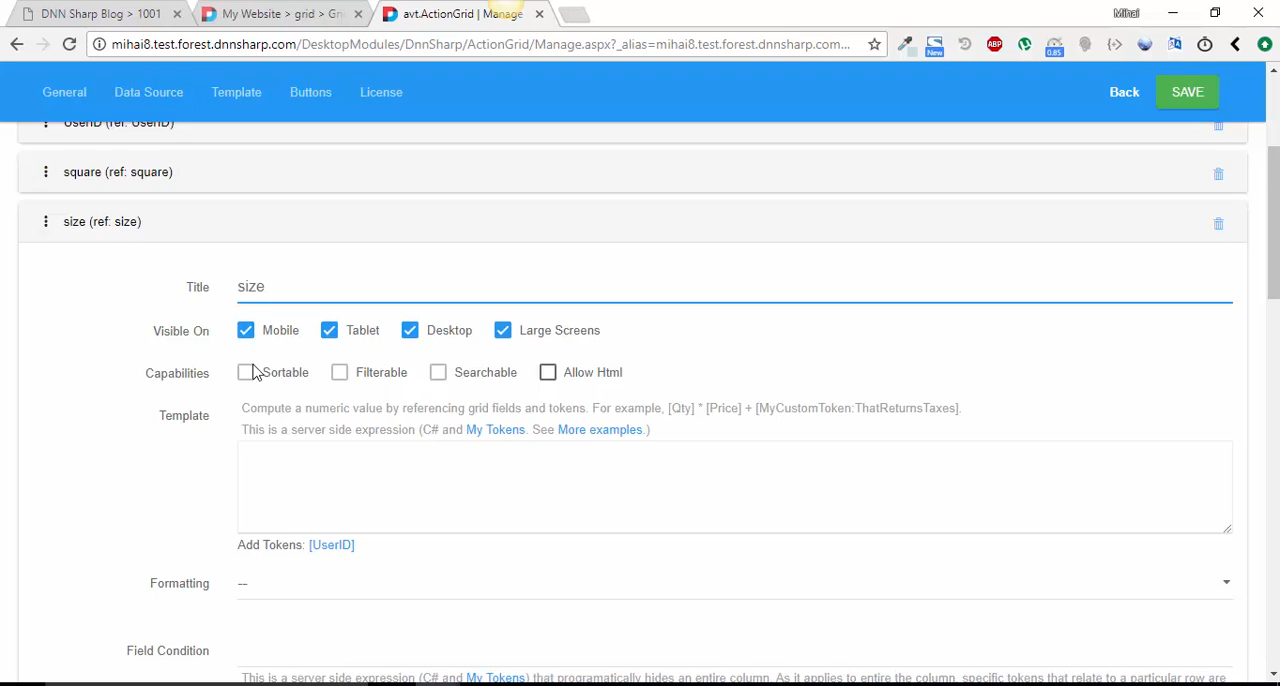 DNN Sharp Blog > 1001
My Website > grid > Gr
avt.ActionGrid | Manage
Mihai
mihai8.test.forest.dnnsharp.com/DesktopModules/DnnSharp/ActionGrid/Manage.aspx?_alias=mihai8.test.forest.dnnsharp.com...
ABP
New
0.85
General
Data Source
Template
Buttons
License
Back
SAVE
UserID (ref: UserID)
square (ref: square)
size (ref: size)
Title
size
Visible On
Mobile
Tablet
Desktop
Large Screens
Capabilities
Sortable
Filterable
Searchable
Allow Html
Template
Compute a numeric value by referencing grid fields and tokens. For example, [Qty] * [Price] + [MyCustomToken:ThatReturnsTaxes].
This is a server side expression (C# and My Tokens. See More examples.)
Add Tokens: [UserID]
Formatting
--
Field Condition
This is a server side expression (C# and My Tokens) that programatically hides an entire column. As it applies to entire the column, specific tokens that relate to a particular row are